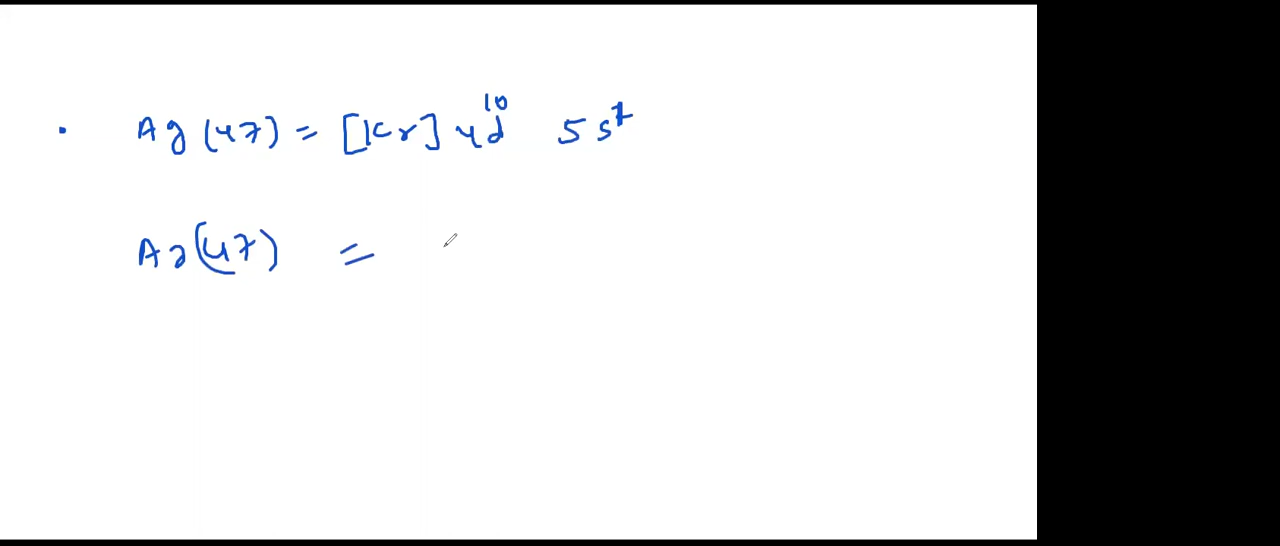 . Ag (47) = [Kr] 4d¹⁰ 5s¹
Ag(47) =